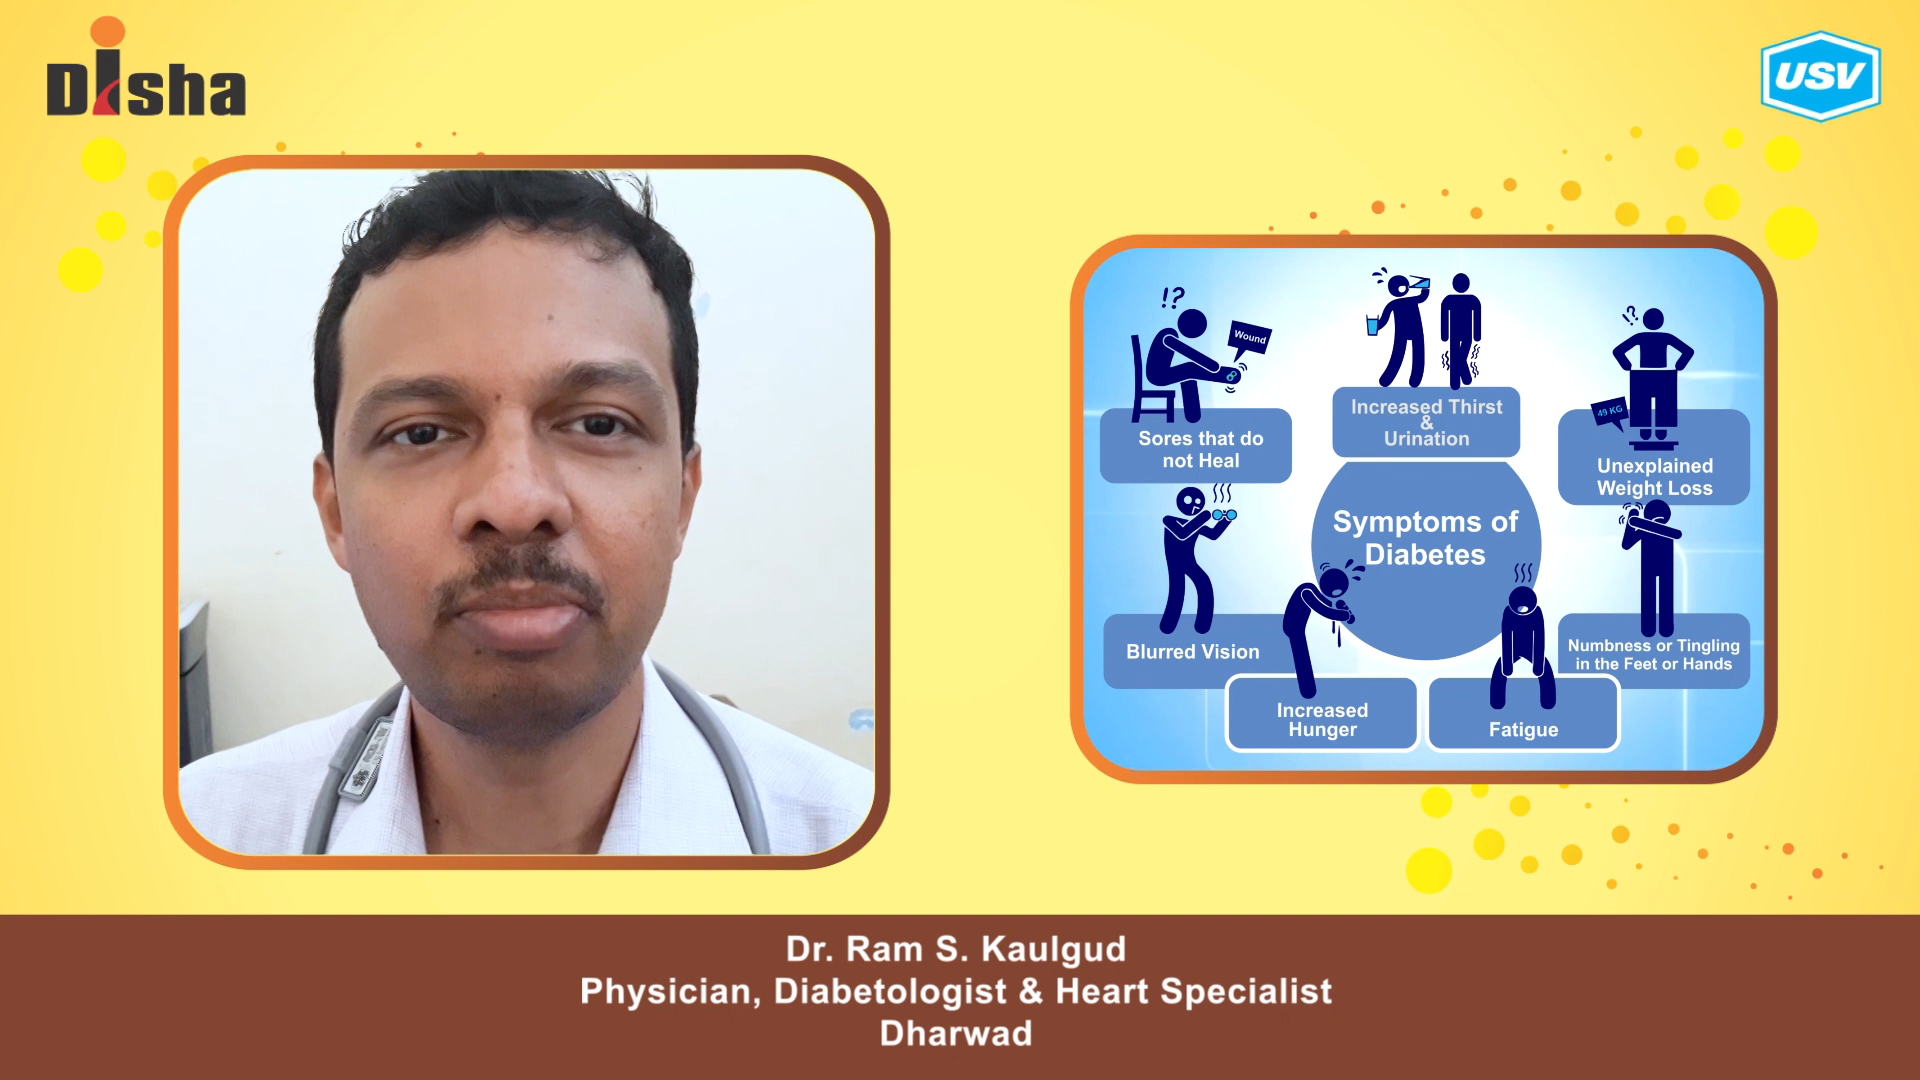 Disha
USV
!?
Wound
!?
49 KG
Increased Thirst
&
Urination
Sores that do
not Heal
Unexplained
Weight Loss
Symptoms of
Diabetes
Blurred Vision
Numbness or Tingling
in the Feet or Hands
Increased
Hunger
Fatigue
Dr. Ram S. Kaulgud
Physician, Diabetologist & Heart Specialist
Dharwad